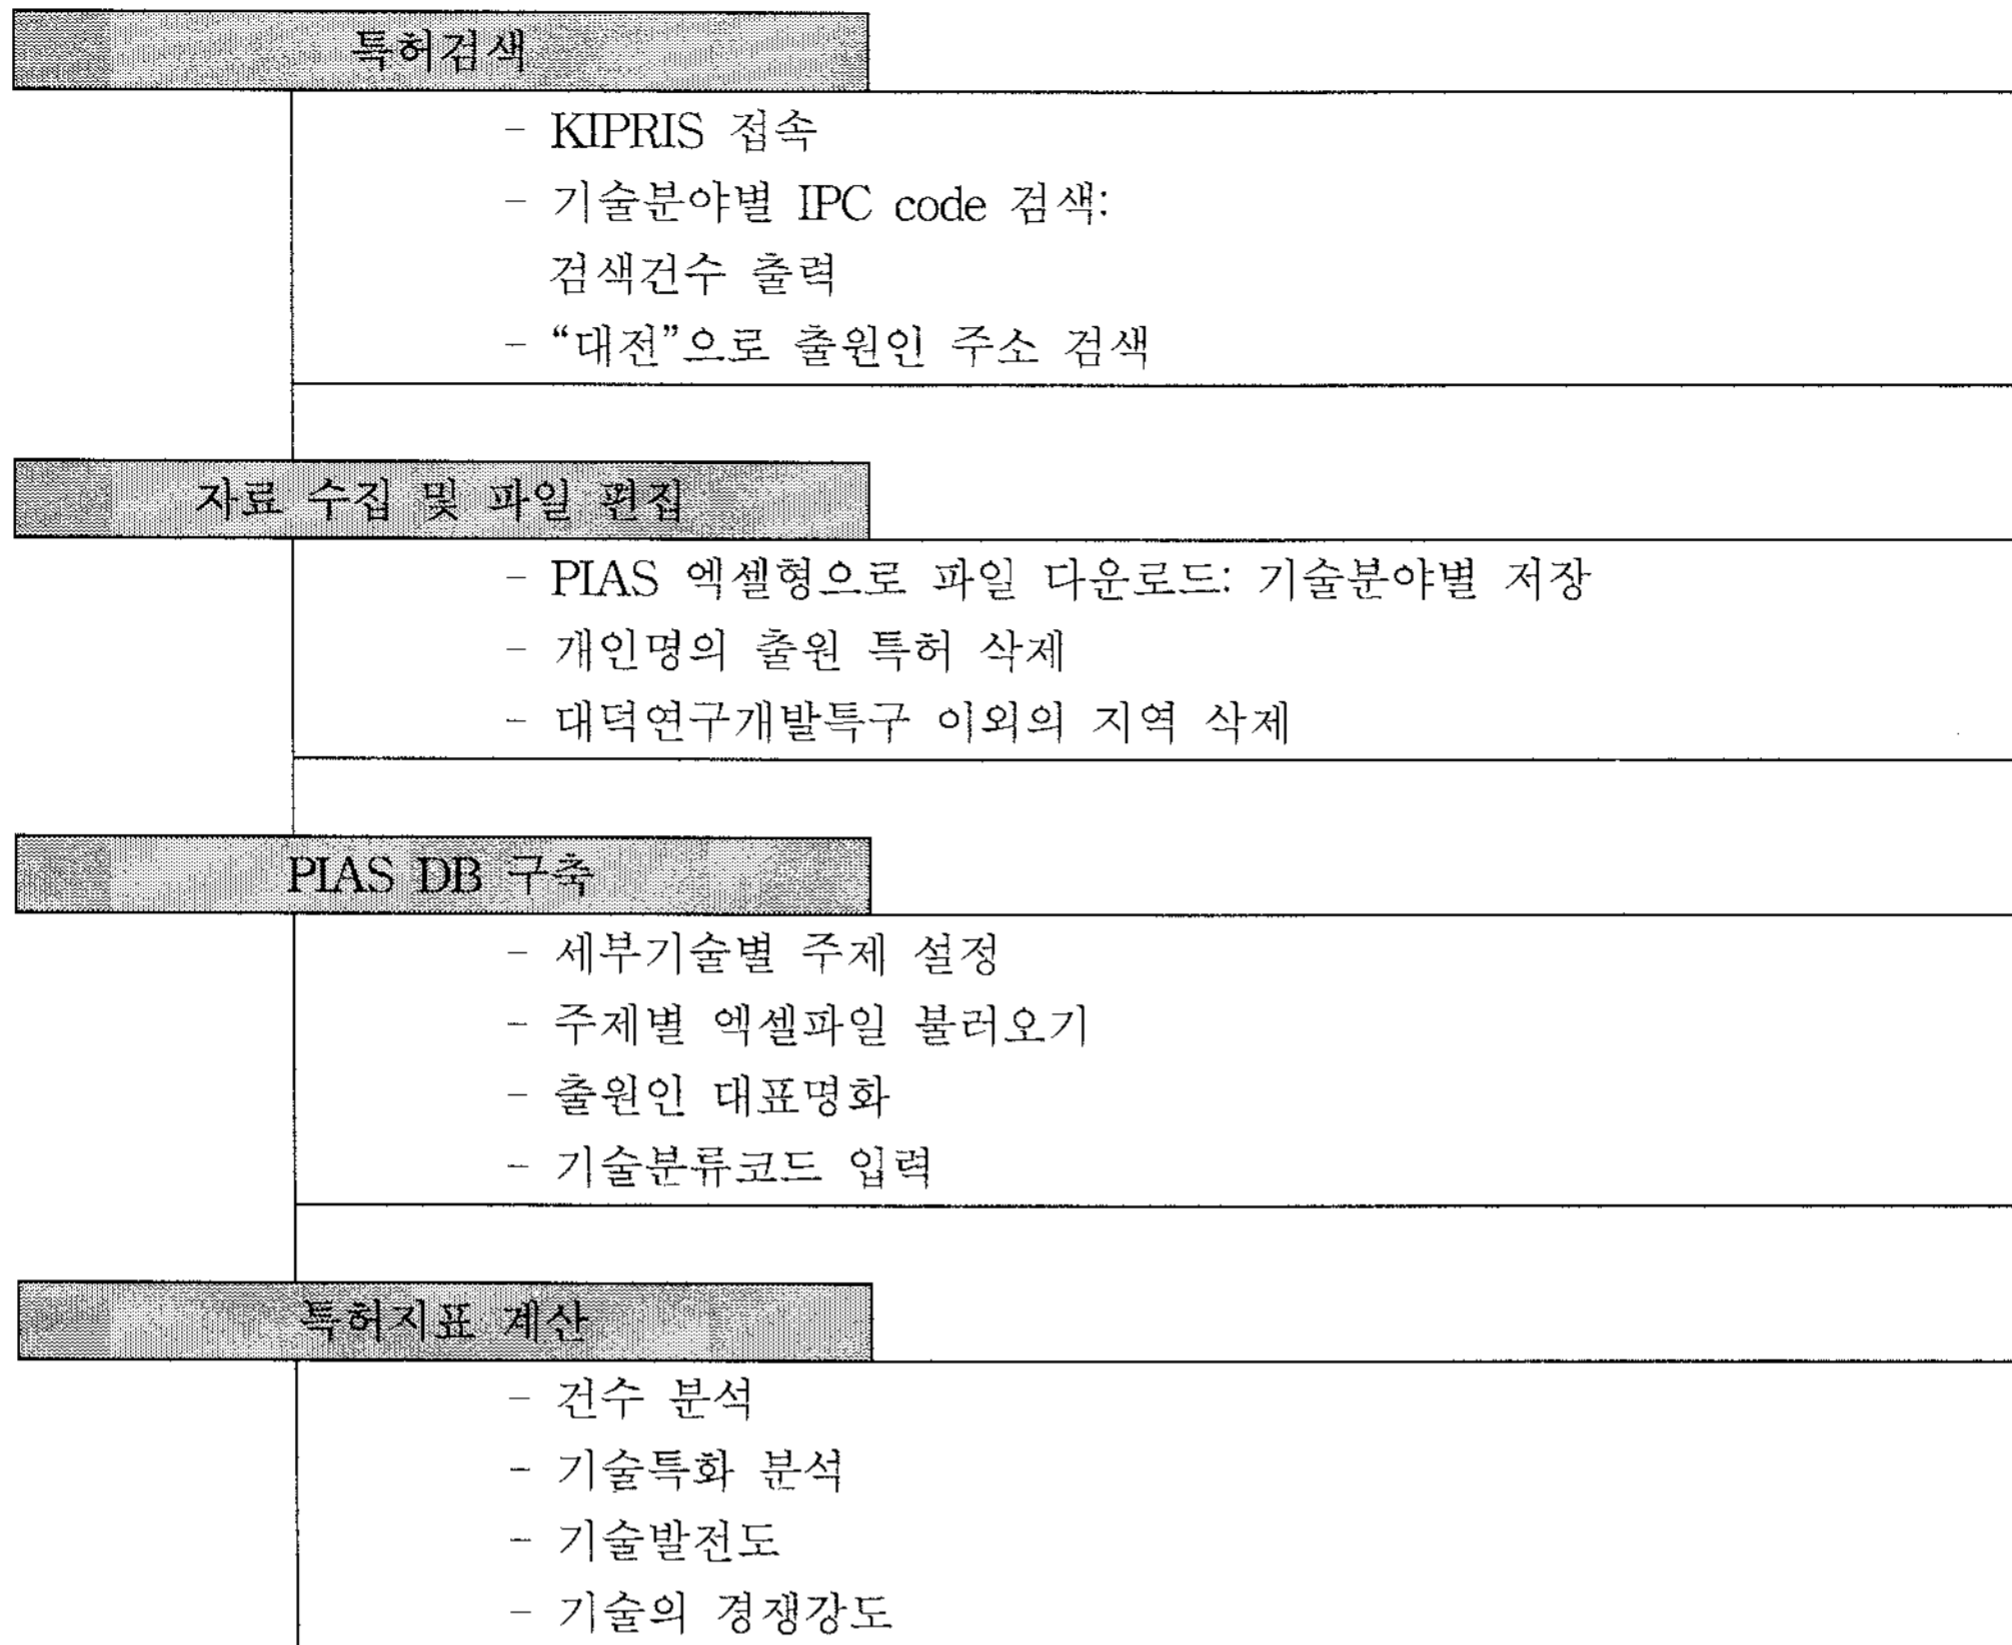 특허검색
- KIPRIS 접속
- 기술분야별 IPC code 검색:
검색건수 출력
- “대전”으로 출원인 주소 검색
자료 수집 및 파일 편집
- PIAS 엑셀형으로 파일 다운로드: 기술분야별 저장
- 개인명의 출원 특허 삭제
- 대덕연구개발특구 이외의 지역 삭제
PIAS DB 구축
- 세부기술별 주제 설정
- 주제별 엑셀파일 불러오기
- 출원인 대표명화
- 기술분류코드 입력
특허지표 계산
- 건수 분석
- 기술특화 분석
- 기술발전도
- 기술의 경쟁강도